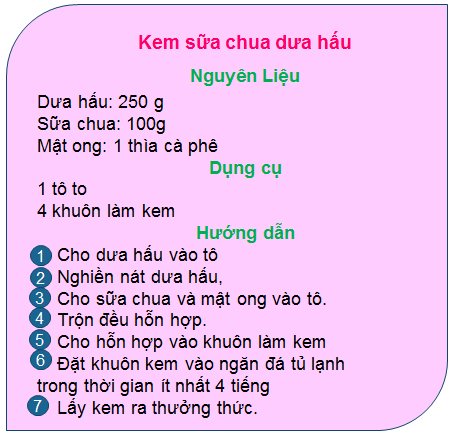 Kem sữa chua dưa hấu
Nguyên Liệu
Dưa hấu: 250 g
Sữa chua: 100g
Mật ong: 1 thìa cà phê
Dụng cụ
1 tô to
4 khuôn làm kem
Hướng dẫn
1 Cho dưa hấu vào tô
2 Nghiền nát dưa hấu,
3 Cho sữa chua và mật ong vào tô.
4 Trộn đều hỗn hợp.
5 Cho hỗn hợp vào khuôn làm kem
6 Đặt khuôn kem vào ngăn đá tủ lạnh
trong thời gian ít nhất 4 tiếng
7 Lấy kem ra thưởng thức.